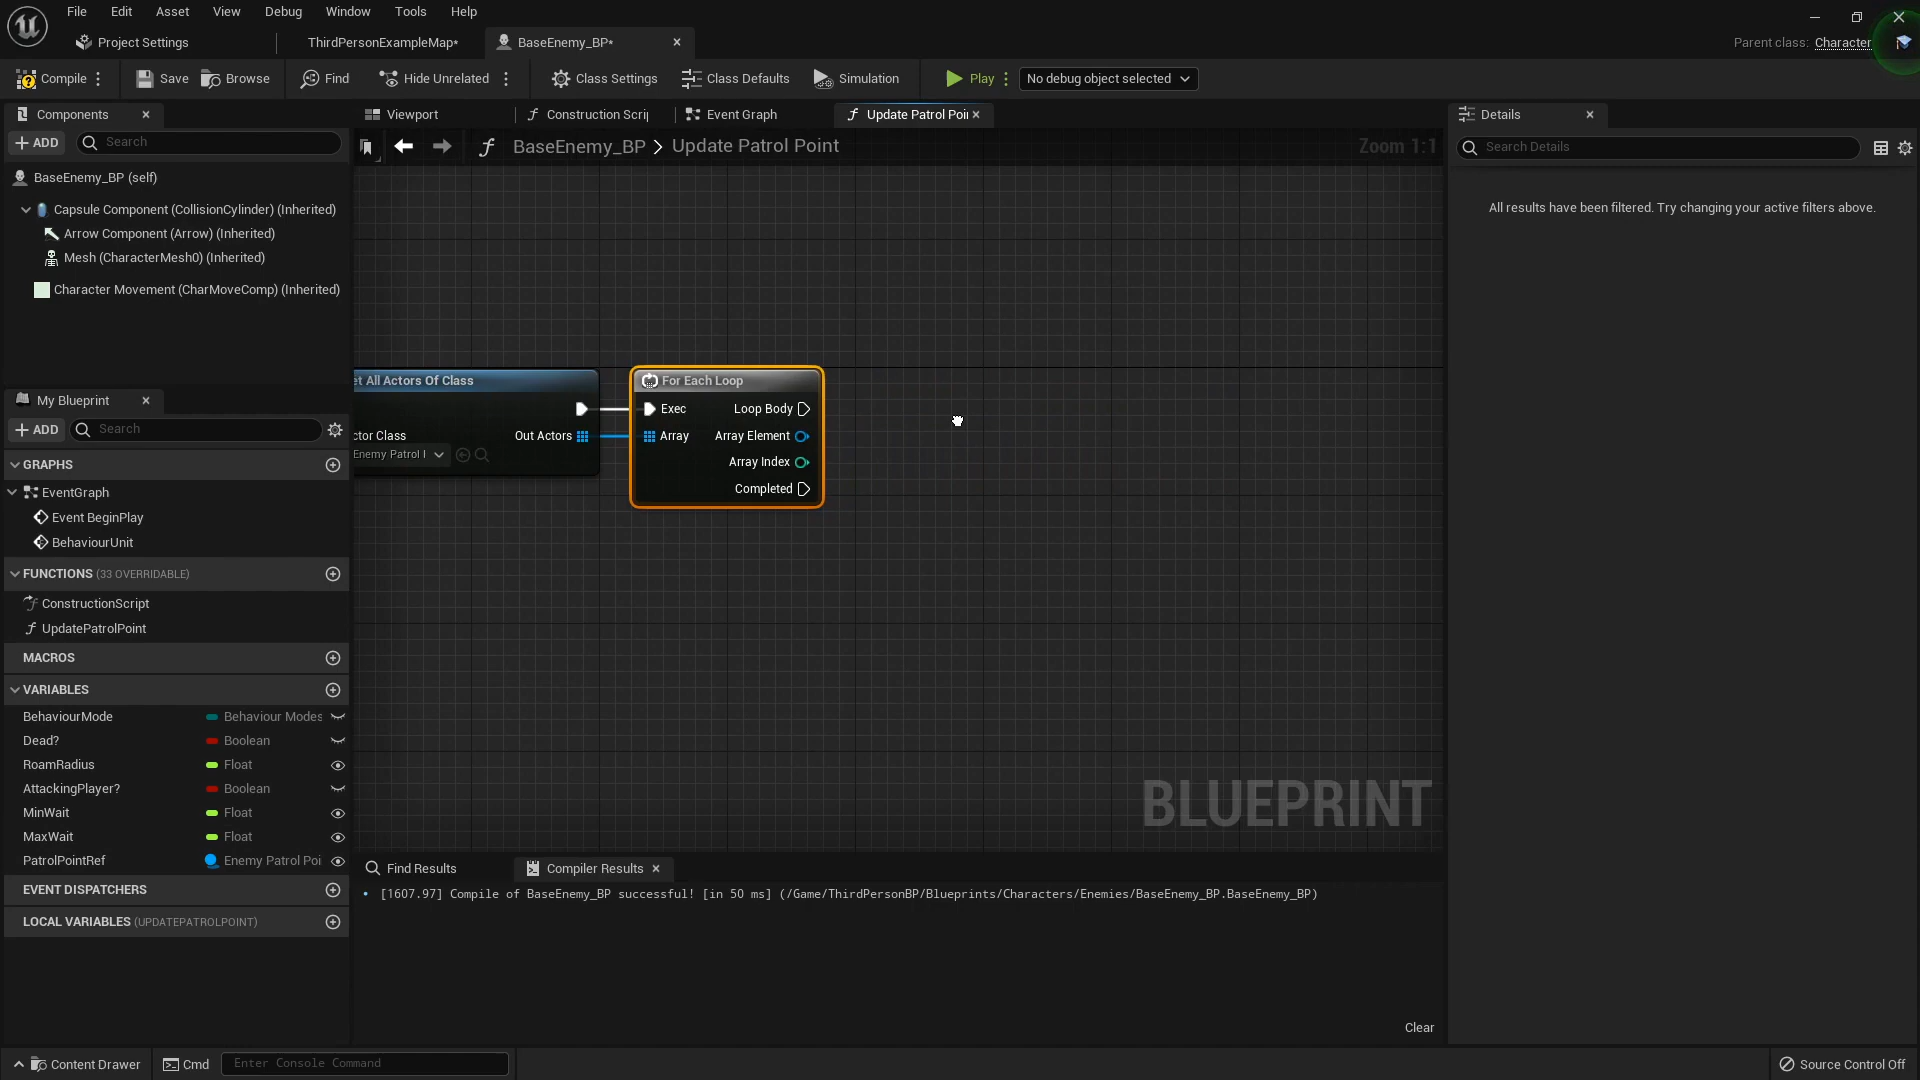 File Edit Asset View Debug Window Tools Help
Project Settings ThirdPersonExampleMap* BaseEnemy_BP*
Parent class: Character
Compile Save Browse Find Hide Unrelated Class Settings Class Defaults Simulation Play No debug object selected
Components
ADD Search
BaseEnemy_BP (self)
Capsule Component (CollisionCylinder) (Inherited)
Arrow Component (Arrow) (Inherited)
Mesh (CharacterMesh0) (Inherited)
Character Movement (CharMoveComp) (Inherited)
My Blueprint
ADD Search
GRAPHS
EventGraph
Event BeginPlay
BehaviourUnit
FUNCTIONS (33 OVERRIDABLE)
ConstructionScript
UpdatePatrolPoint
MACROS
VARIABLES
BehaviourMode Behaviour Modes
Dead? Boolean
RoamRadius Float
AttackingPlayer? Boolean
MinWait Float
MaxWait Float
PatrolPointRef Enemy Patrol Poi
EVENT DISPATCHERS
LOCAL VARIABLES (UPDATEPATROLPOINT)
Viewport Construction Scrip Event Graph Update Patrol Poi
BaseEnemy_BP > Update Patrol Point
Zoom 1:1
et All Actors Of Class
ctor Class Out Actors
Enemy Patrol
For Each Loop
Exec Loop Body
Array Array Element
Array Index
Completed
BLUEPRINT
Find Results Compiler Results
[1607.97] Compile of BaseEnemy_BP successful! [in 50 ms] (/Game/ThirdPersonBP/Blueprints/Characters/Enemies/BaseEnemy_BP.BaseEnemy_BP)
Clear
Details
Search Details
All results have been filtered. Try changing your active filters above.
Content Drawer Cmd Enter Console Command
Source Control Off